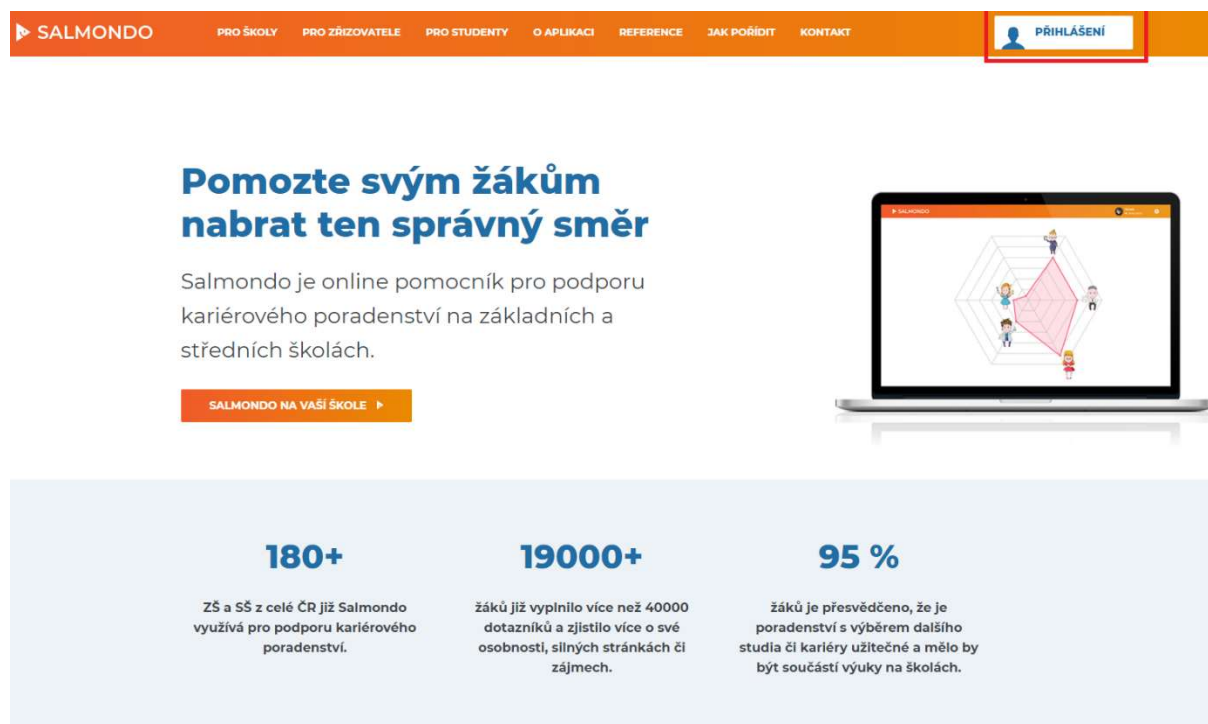 SALMONDO
PRO ŠKOLY PRO ZŘIZOVATELE PRO STUDENTY O APLIKACI REFERENCE JAK POŘÍDIT KONTAKT
PŘIHLÁŠENÍ
Pomozte svým žákům
nabrat ten správný směr
Salmondo je online pomocník pro podporu
kariérového poradenství na základních a
středních školách.
SALMONDO NA VAŠÍ ŠKOLE
SALMONDO
180+
ZŠ a SŠ z celé ČR již Salmondo
využívá pro podporu kariérového
poradenství.
19000+
žáků již vyplnilo více než 40000
dotazníků a zjistilo více o své
osobnosti, silných stránkách či
zájmech.
95 %
žáků je přesvědčeno, že je
poradenství s výběrem dalšího
studia či kariéry užitečné a mělo by
být součástí výuky na školách.